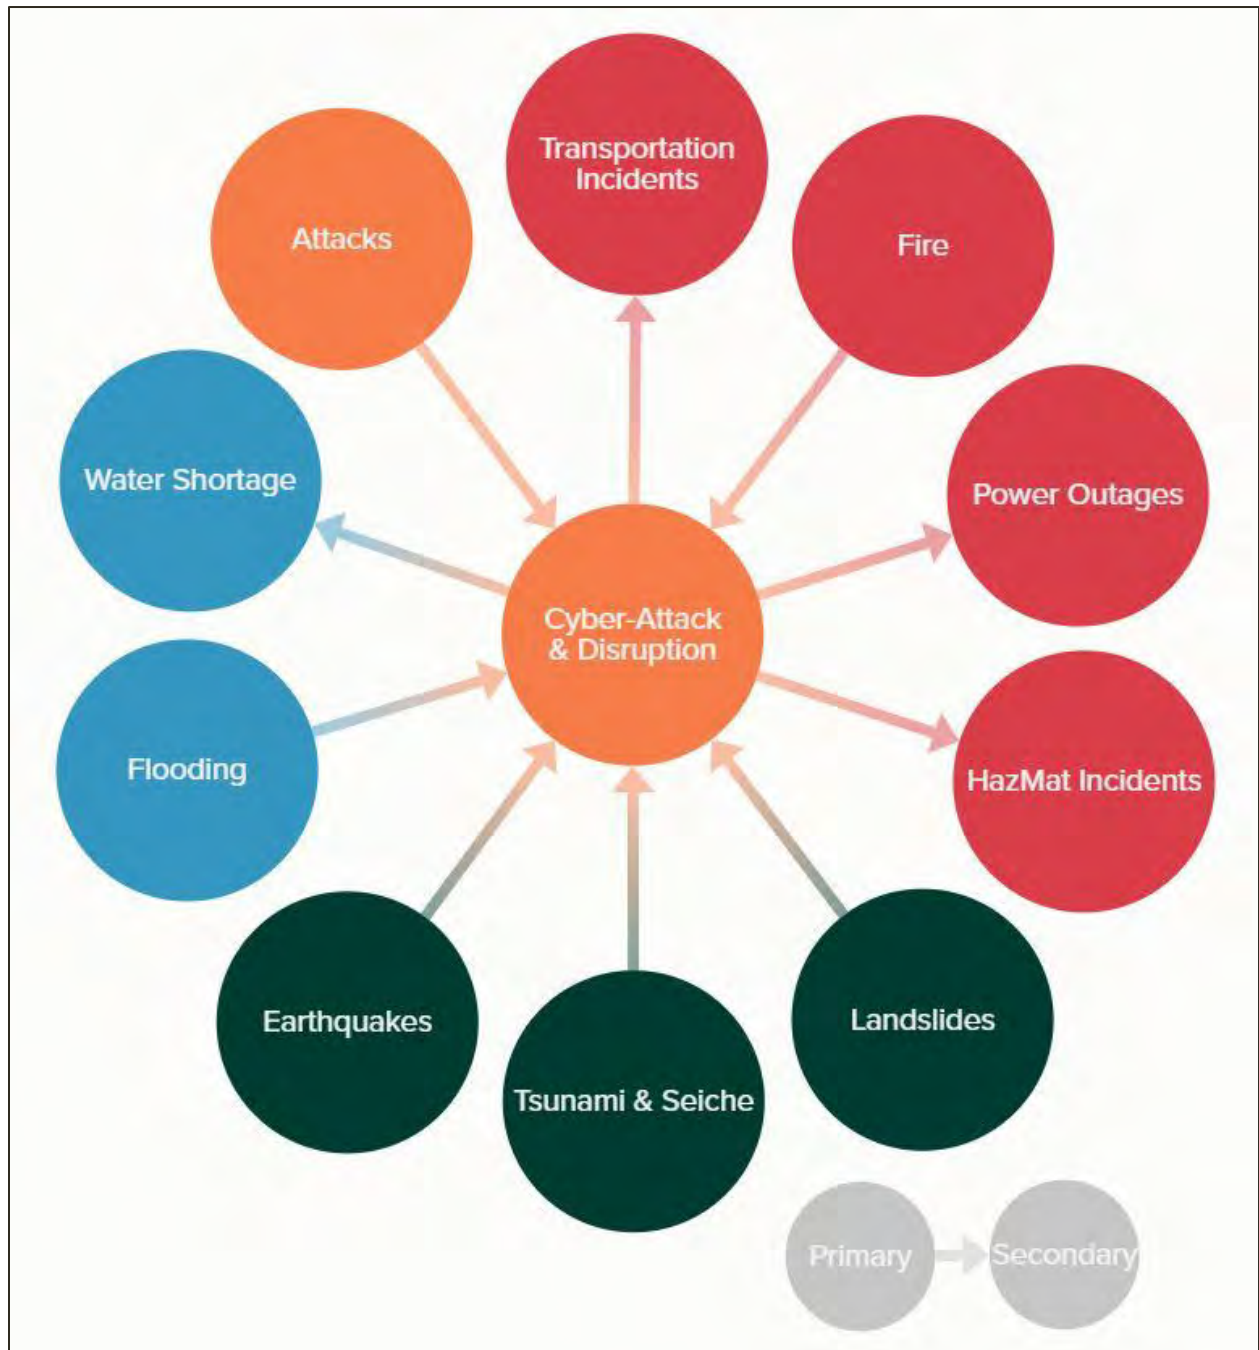 Transportation
Incidents
Attacks
Fire
Water Shortage
Power Outages
Cyber-Attack
& Disruption
Flooding
HazMat Incidents
Earthquakes
Landslides
Tsunami & Seiche
Primary
Secondary